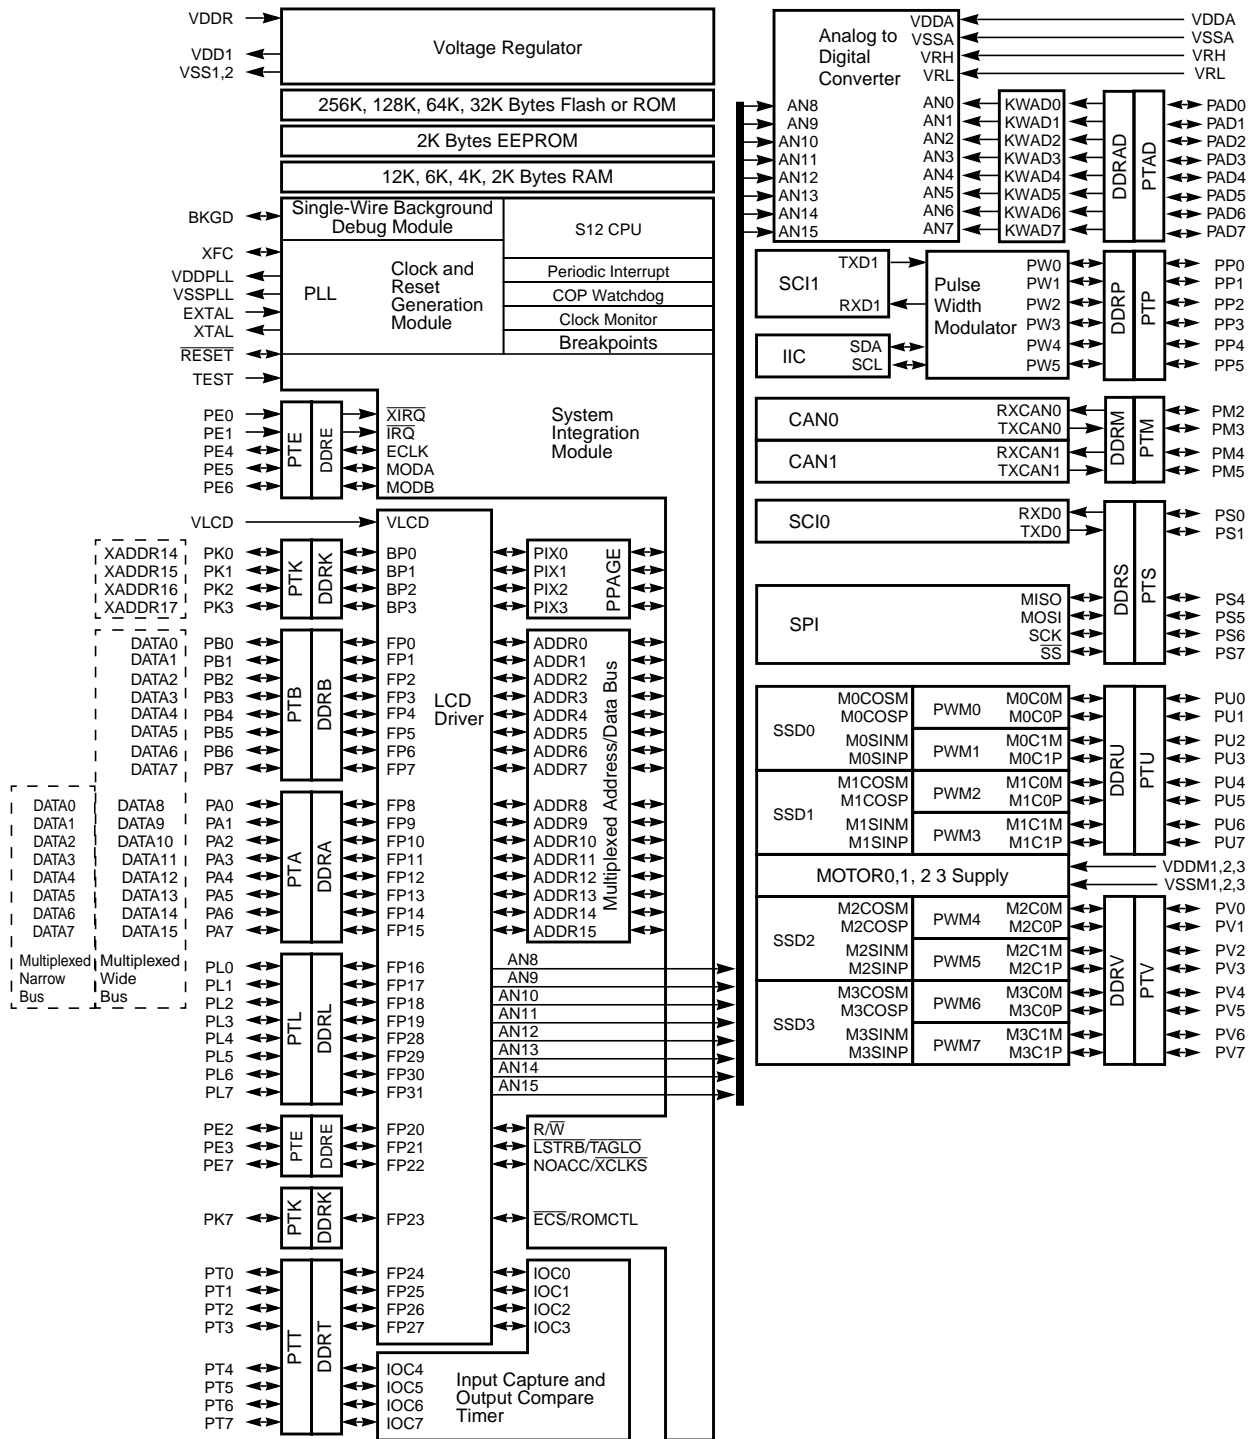 VDDR
VDD1
VSS1,2
Voltage Regulator
256K, 128K, 64K, 32K Bytes Flash or ROM
2K Bytes EEPROM
12K, 6K, 4K, 2K Bytes RAM
BKGD
XFC
VDDPLL
VSSPLL
EXTAL
XTAL
RESET
TEST
Single-Wire Background
Debug Module
S12 CPU
PLL
Clock and
Reset
Generation
Module
Periodic Interrupt
COP Watchdog
Clock Monitor
Breakpoints
System
Integration
Module
PE0
PE1
PE4
PE5
PE6
PTE
DDRE
XIRQ
IRQ
ECLK
MODA
MODB
VLCD
VLCD
XADDR14
XADDR15
XADDR16
XADDR17
PK0
PK1
PK2
PK3
PTK
DDRK
BP0
BP1
BP2
BP3
PIX0
PIX1
PIX2
PIX3
PPAGE
DATA0
DATA1
DATA2
DATA3
DATA4
DATA5
DATA6
DATA7
PB0
PB1
PB2
PB3
PB4
PB5
PB6
PB7
PTB
DDRB
FP0
FP1
FP2
FP3
FP4
FP5
FP6
FP7
LCD
Driver
ADDR0
ADDR1
ADDR2
ADDR3
ADDR4
ADDR5
ADDR6
ADDR7
Multiplexed Address/Data Bus
DATA0
DATA1
DATA2
DATA3
DATA4
DATA5
DATA6
DATA7
Multiplexed
Narrow
Bus
DATA8
DATA9
DATA10
DATA11
DATA12
DATA13
DATA14
DATA15
Multiplexed
Wide
Bus
PA0
PA1
PA2
PA3
PA4
PA5
PA6
PA7
PTA
DDRA
FP8
FP9
FP10
FP11
FP12
FP13
FP14
FP15
ADDR8
ADDR9
ADDR10
ADDR11
ADDR12
ADDR13
ADDR14
ADDR15
PL0
PL1
PL2
PL3
PL4
PL5
PL6
PL7
PTL
DDRL
FP16
FP17
FP18
FP19
FP28
FP29
FP30
FP31
AN8
AN9
AN10
AN11
AN12
AN13
AN14
AN15
PE2
PE3
PE7
PTE
DDRE
FP20
FP21
FP22
R/W
LSTRB/TAGLO
NOACC/XCLKS
PK7
PTK
DDRK
FP23
ECS/ROMCTL
PT0
PT1
PT2
PT3
PT4
PT5
PT6
PT7
PTT
DDRT
FP24
FP25
FP26
FP27
IOC0
IOC1
IOC2
IOC3
IOC4
IOC5
IOC6
IOC7
Input Capture and
Output Compare
Timer
Analog to
Digital
Converter
VDDA
VSSA
VRH
VRL
VDDA
VSSA
VRH
VRL
AN8
AN9
AN10
AN11
AN12
AN13
AN14
AN15
AN0
AN1
AN2
AN3
AN4
AN5
AN6
AN7
KWAD0
KWAD1
KWAD2
KWAD3
KWAD4
KWAD5
KWAD6
KWAD7
DDRAD
PTAD
PAD0
PAD1
PAD2
PAD3
PAD4
PAD5
PAD6
PAD7
SCI1
TXD1
RXD1
IIC
SDA
SCL
Pulse
Width
Modulator
PW0
PW1
PW2
PW3
PW4
PW5
DDRP
PTP
PP0
PP1
PP2
PP3
PP4
PP5
CAN0
RXCAN0
TXCAN0
CAN1
RXCAN1
TXCAN1
DDRM
PTM
PM2
PM3
PM4
PM5
SCI0
RXD0
TXD0
SPI
MISO
MOSI
SCK
SS
DDRS
PTS
PS0
PS1
PS4
PS5
PS6
PS7
SSD0
M0COSM
M0COSP
M0SINM
M0SINP
PWM0
PWM1
M0C0M
M0C0P
M0C1M
M0C1P
SSD1
M1COSM
M1COSP
M1SINM
M1SINP
PWM2
PWM3
M1C0M
M1C0P
M1C1M
M1C1P
DDRU
PTU
PU0
PU1
PU2
PU3
PU4
PU5
PU6
PU7
MOTOR0,1, 2 3 Supply
VDDM1,2,3
VSSM1,2,3
SSD2
M2COSM
M2COSP
M2SINM
M2SINP
PWM4
PWM5
M2C0M
M2C0P
M2C1M
M2C1P
SSD3
M3COSM
M3COSP
M3SINM
M3SINP
PWM6
PWM7
M3C0M
M3C0P
M3C1M
M3C1P
DDRV
PTV
PV0
PV1
PV2
PV3
PV4
PV5
PV6
PV7